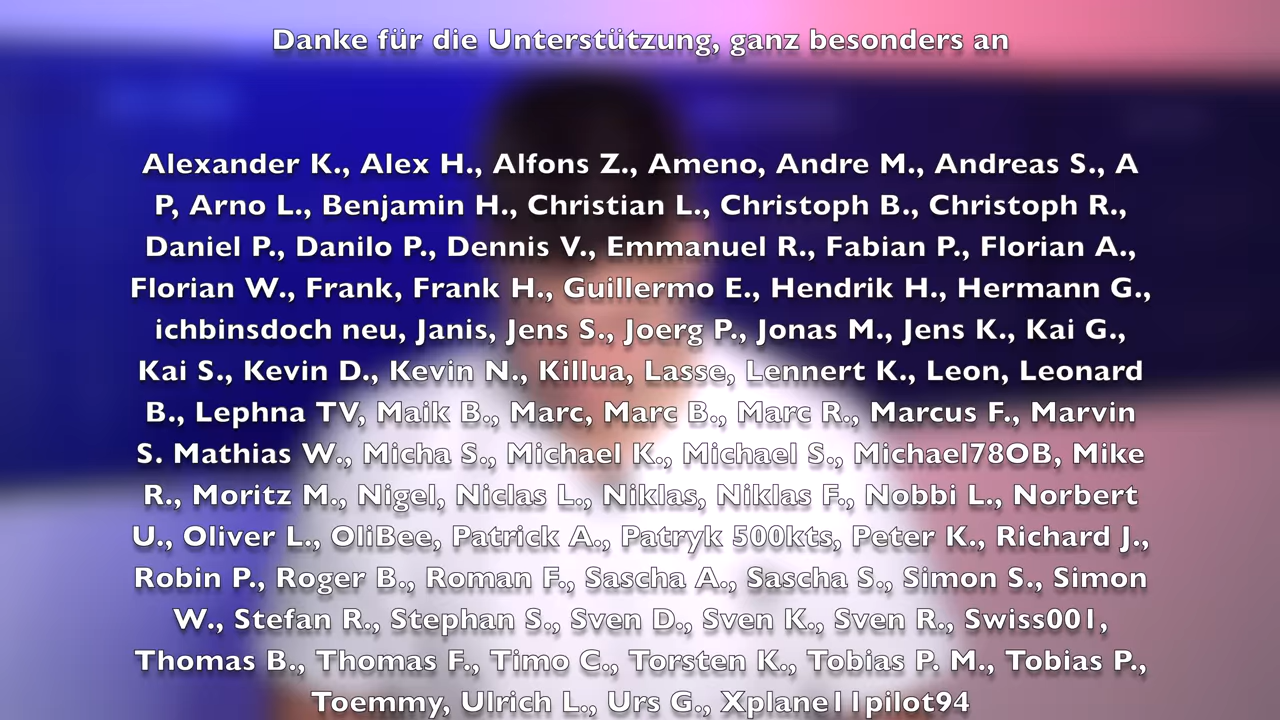 Danke für die Unterstützung, ganz besonders an
Alexander K., Alex H., Alfons Z., Ameno, Andre M., Andreas S., A
P, Arno L., Benjamin H., Christian L., Christoph B., Christoph R.,
Daniel P., Danilo P., Dennis V., Emmanuel R., Fabian P., Florian A.,
Florian W., Frank, Frank H., Guillermo E., Hendrik H., Hermann G.,
ichbinsdoch neu, Janis, Jens S., Joerg P., Jonas M., Jens K., Kai G.,
Kai S., Kevin D., Kevin N., Killua, Lasse, Lennert K., Leon, Leonard
B., Lephna TV, Maik B., Marc, Marc B., Marc R., Marcus F., Marvin
S. Mathias W., Micha S., Michael K., Michael S., Michael78OB, Mike
R., Moritz M., Nigel, Niclas L., Niklas, Niklas F., Nobbi L., Norbert
U., Oliver L., OliBee, Patrick A., Patryk 500kts, Peter K., Richard J.,
Robin P., Roger B., Roman F., Sascha A., Sascha S., Simon S., Simon
W., Stefan R., Stephan S., Sven D., Sven K., Sven R., Swiss001,
Thomas B., Thomas F., Timo C., Torsten K., Tobias P. M., Tobias P.,
Toemmy, Ulrich L., Urs G., Xplane11pilot94